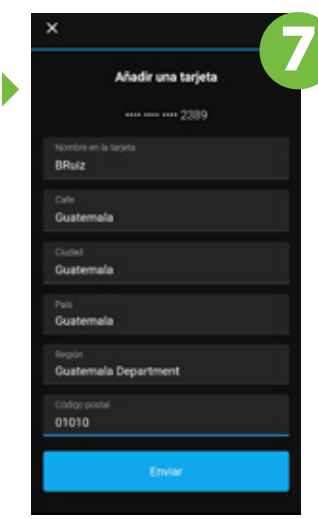 7
Añadir una tarjeta
•••• •••• •••• 2389
Nombre en la tarjeta
BRuiz
Calle
Guatemala
Ciudad
Guatemala
País
Guatemala
Región
Guatemala Department
Código postal
01010
Enviar